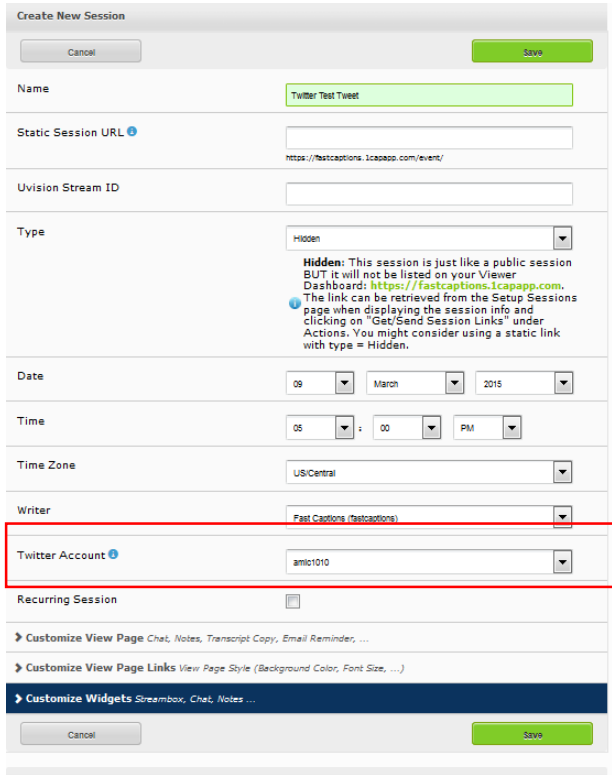 Create New Session
Cancel
Save
Name
Twitter Test Tweet
Static Session URL
https://fastcaptions.1capapp.com/event/
Uvision Stream ID
Type
Hidden
Hidden: This session is just like a public session
BUT it will not be listed on your Viewer
Dashboard: https://fastcaptions.1capapp.com.
The link can be retrieved from the Setup Sessions
page when displaying the session info and
clicking on "Get/Send Session Links" under
Actions. You might consider using a static link
with type = Hidden.
Date
09
March
2015
Time
05
:
00
PM
Time Zone
US/Central
Writer
Fast Captions (fastcaptions)
Twitter Account
amic1010
Recurring Session
Customize View Page Chat, Notes, Transcript Copy, Email Reminder, ...
Customize View Page Links View Page Style (Background Color, Font Size, ...)
Customize Widgets Streambox, Chat, Notes ...
Cancel
Save